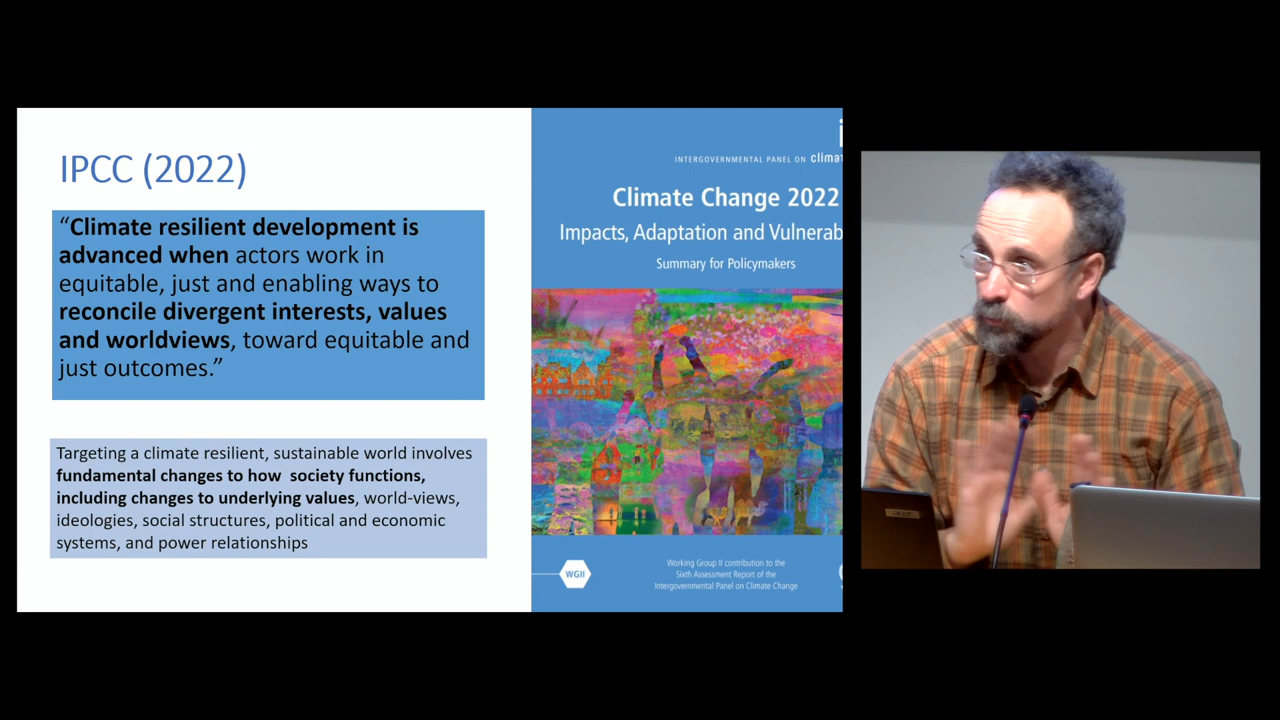 IPCC (2022)
“Climate resilient development is
advanced when actors work in
equitable, just and enabling ways to
reconcile divergent interests, values
and worldviews, toward equitable and
just outcomes.”
Targeting a climate resilient, sustainable world involves
fundamental changes to how society functions,
including changes to underlying values, world-views,
ideologies, social structures, political and economic
systems, and power relationships
INTERGOVERNMENTAL PANEL ON climat
Climate Change 2022
Impacts, Adaptation and Vulnerab
Summary for Policymakers
WGII
Working Group II contribution to the
Sixth Assessment Report of the
Intergovernmental Panel on Climate Change
acer